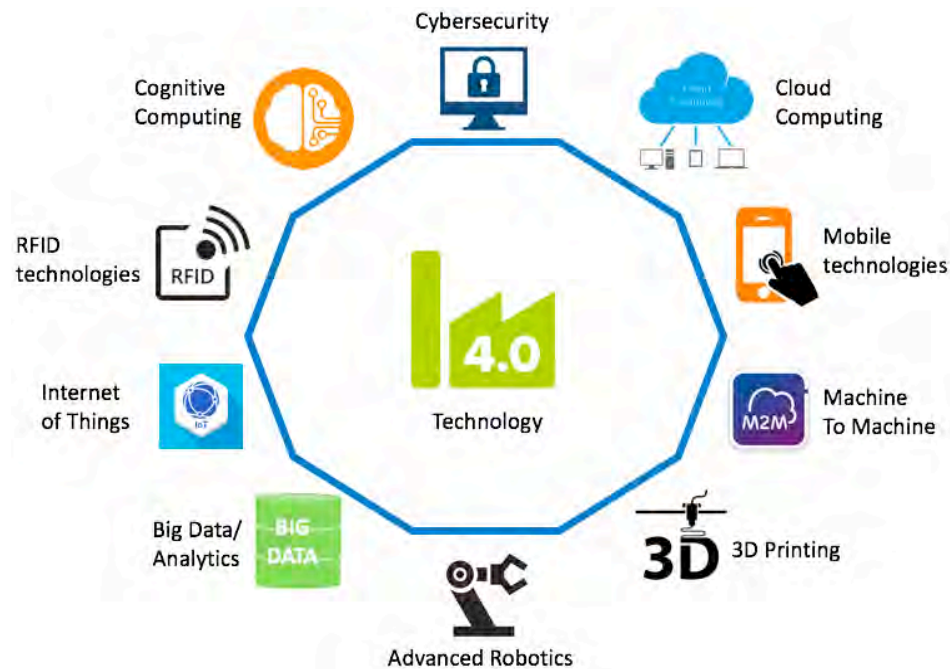 Cybersecurity
Cognitive
Computing
Cloud
Computing
RFID
technologies
RFID
Mobile
technologies
4.0
Technology
Internet
of Things
IoT
M2M
Machine
To Machine
Big Data/
Analytics
BIG
DATA
3D
3D Printing
Advanced Robotics